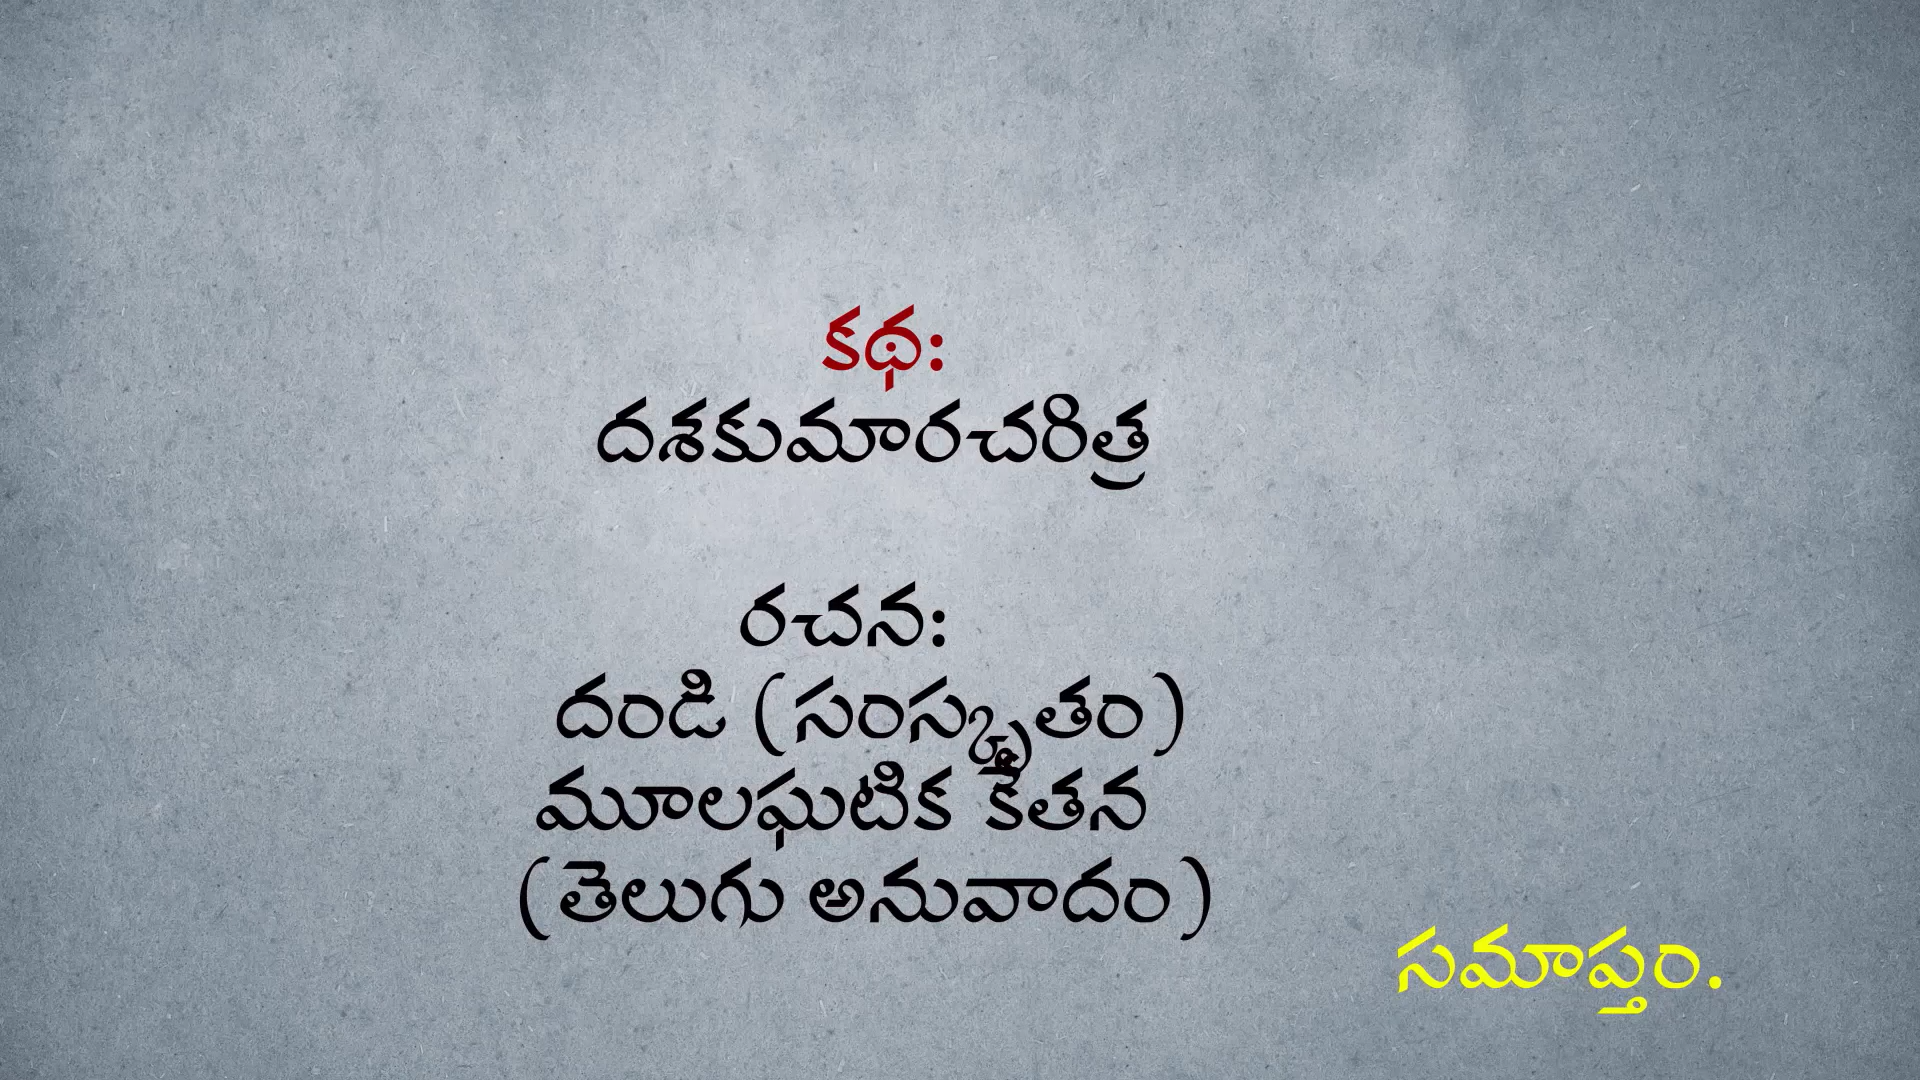 కథ:
దశకుమారచరిత్ర
రచన:
దండి (సంస్కృతం)
మూలఘటిక కేతన
(తెలుగు అనువాదం)
సమాప్తం.